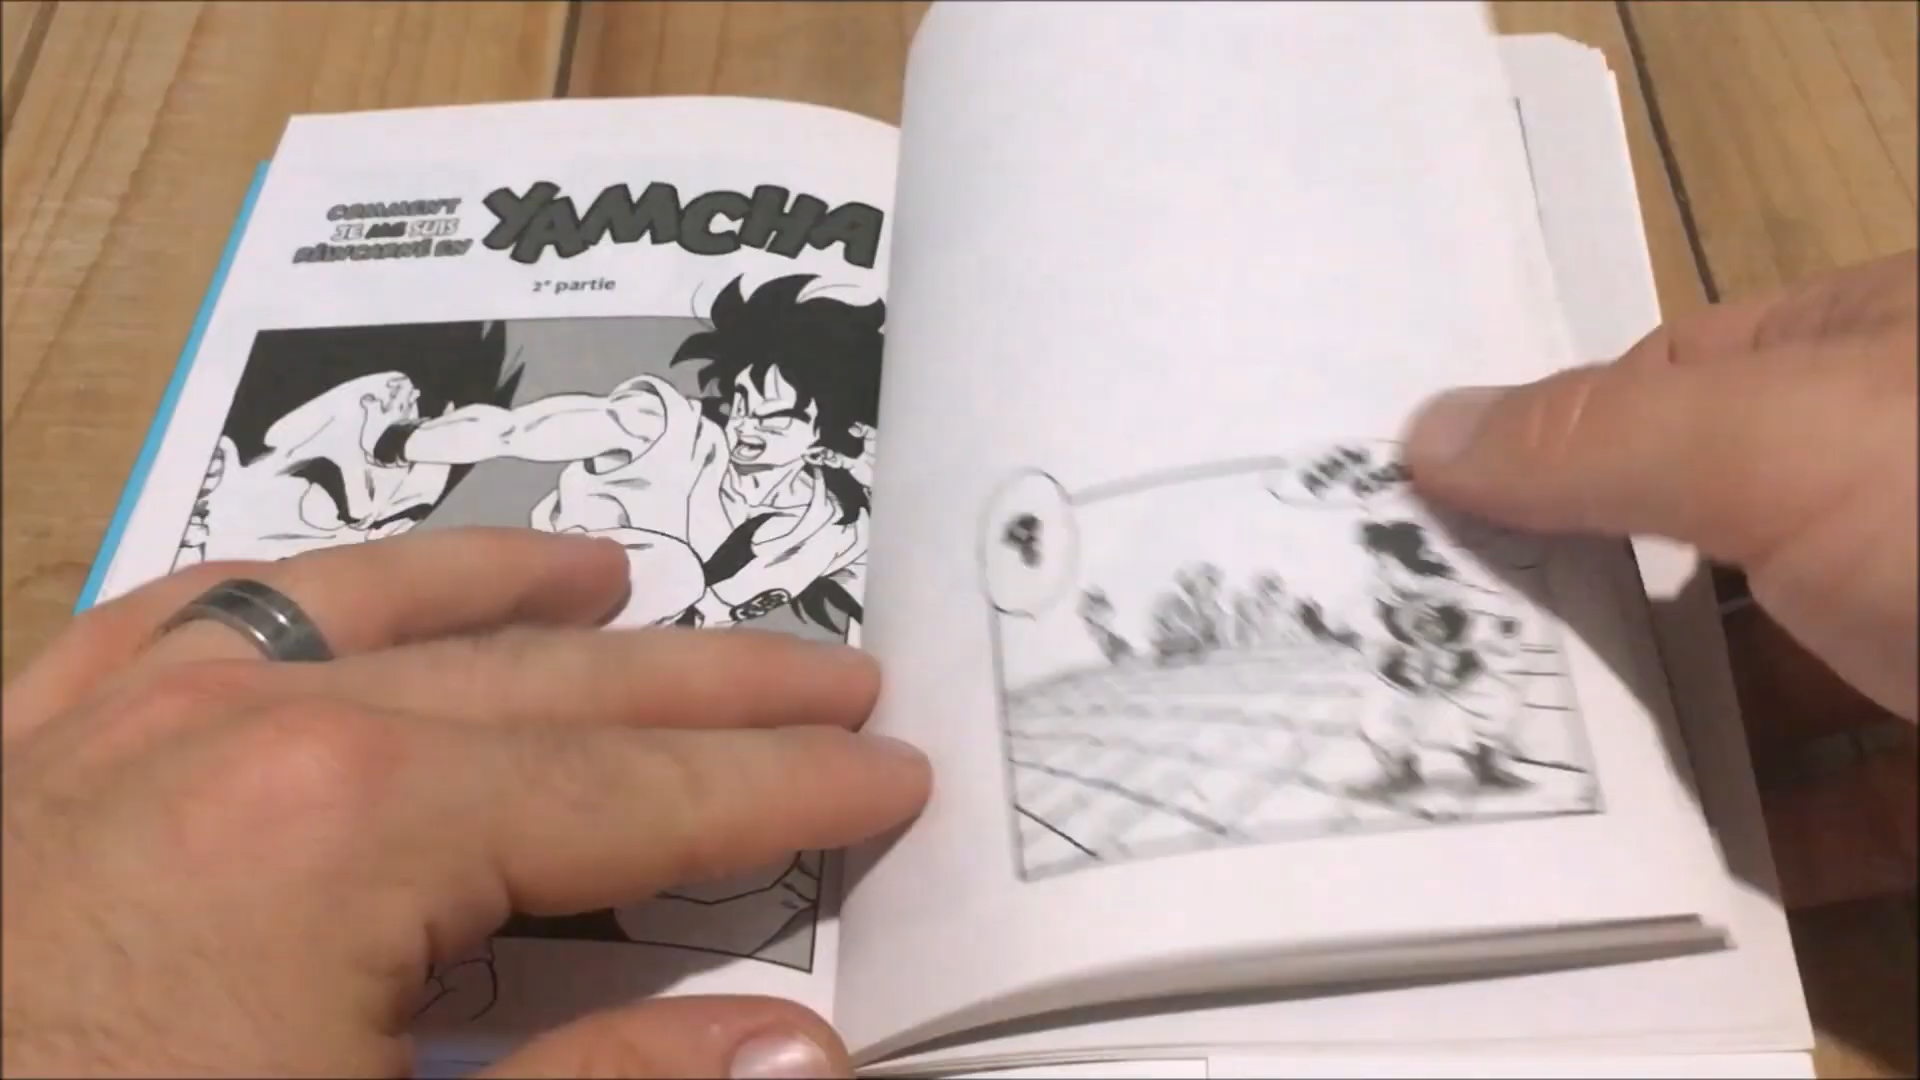 COMMENT
JE ME SUIS
RÉINCARNÉ EN
YAMCHA
2ᵉ partie